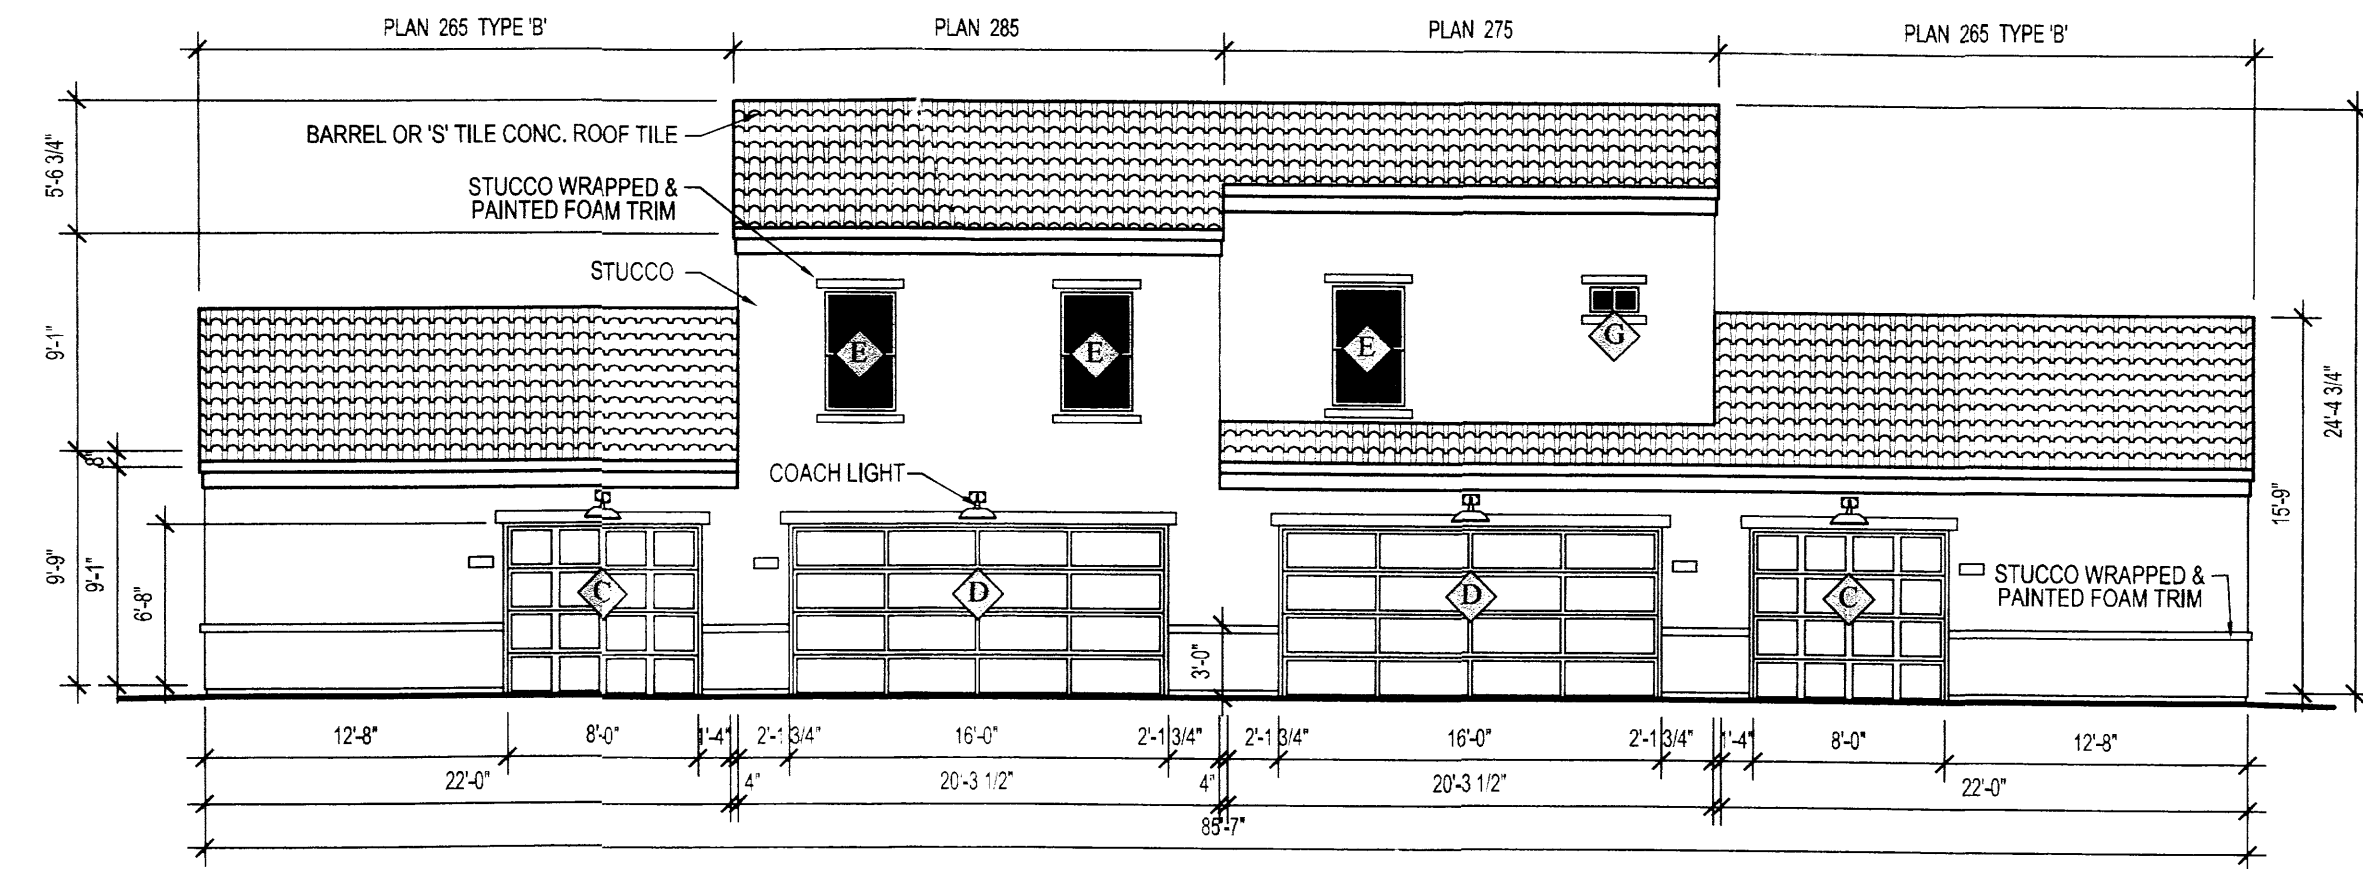 PLAN 265 TYPE 'B'
PLAN 285
PLAN 275
PLAN 265 TYPE 'B'
BARREL OR 'S' TILE CONC. ROOF TILE
STUCCO WRAPPED &
PAINTED FOAM TRIM
STUCCO
5'-6 3/4"
9'-1"
8"
9'-9"
9'-1"
6'-8"
E
E
E
G
24'-4 3/4"
15'-9"
COACH LIGHT
C
D
D
C
STUCCO WRAPPED &
PAINTED FOAM TRIM
3'-0"
12'-8"
8'-0"
1'-4"
2'-1 3/4"
16'-0"
2'-1 3/4"
2'-1 3/4"
16'-0"
2'-1 3/4"
1'-4"
8'-0"
12'-8"
22'-0"
4"
20'-3 1/2"
4"
20'-3 1/2"
22'-0"
85'-7"